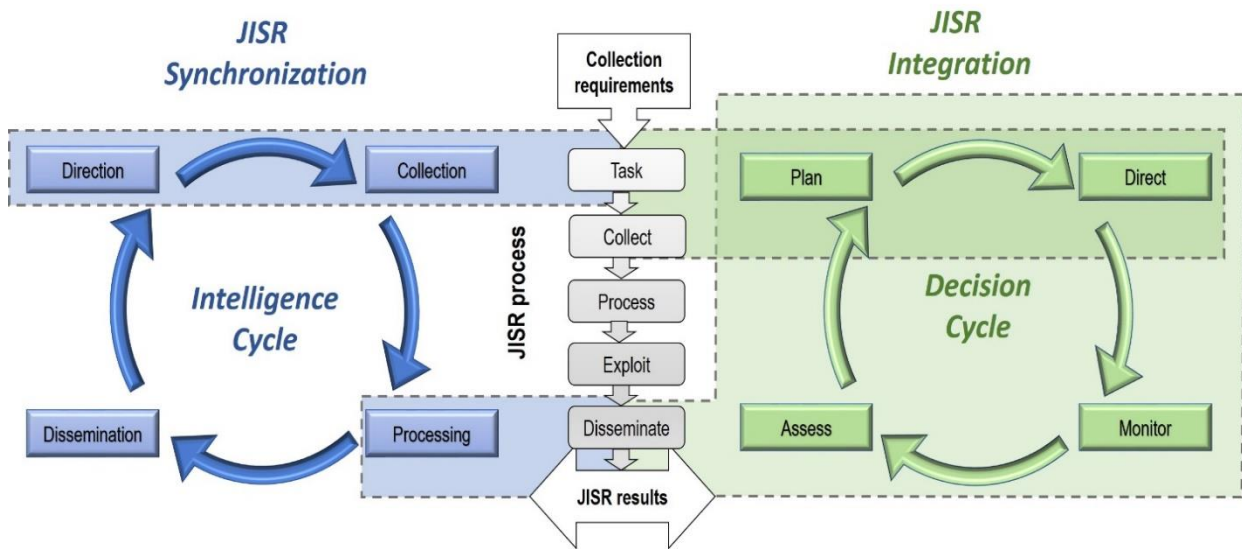 JISR
Synchronization
Collection
requirements
JISR
Integration
Direction
Collection
Task
Plan
Direct
Collect
Intelligence
Cycle
JISR process
Process
Decision
Cycle
Exploit
Dissemination
Processing
Disseminate
Assess
Monitor
JISR results